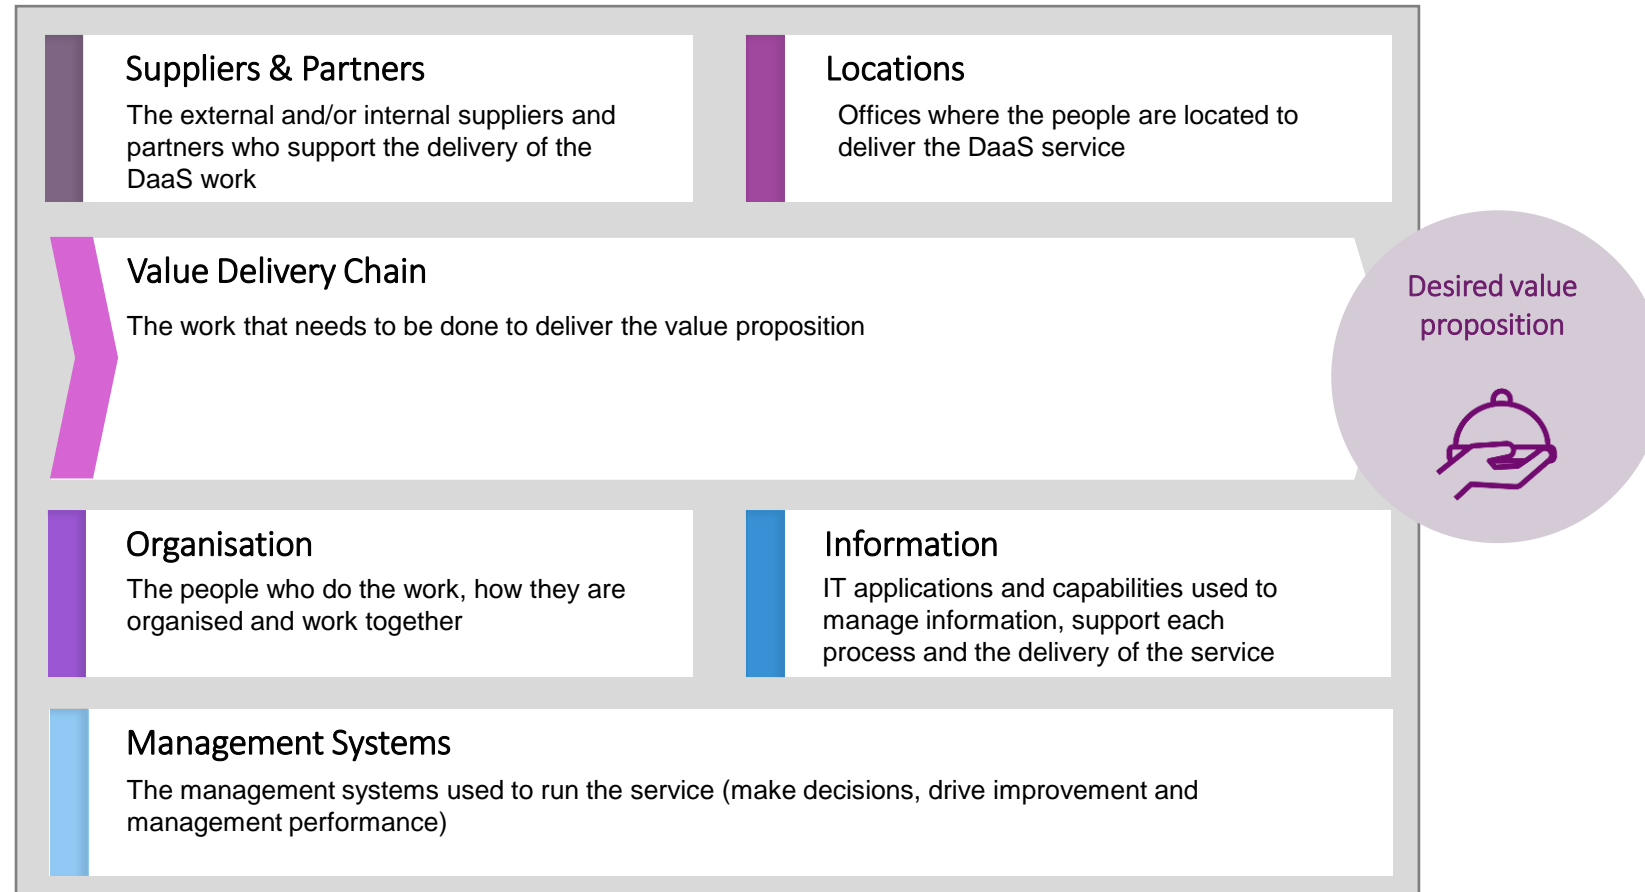 Suppliers & Partners
The external and/or internal suppliers and
partners who support the delivery of the
DaaS work
Locations
Offices where the people are located to
deliver the DaaS service
Value Delivery Chain
The work that needs to be done to deliver the value proposition
Desired value
proposition
Organisation
The people who do the work, how they are
organised and work together
Information
IT applications and capabilities used to
manage information, support each
process and the delivery of the service
Management Systems
The management systems used to run the service (make decisions, drive improvement and
management performance)